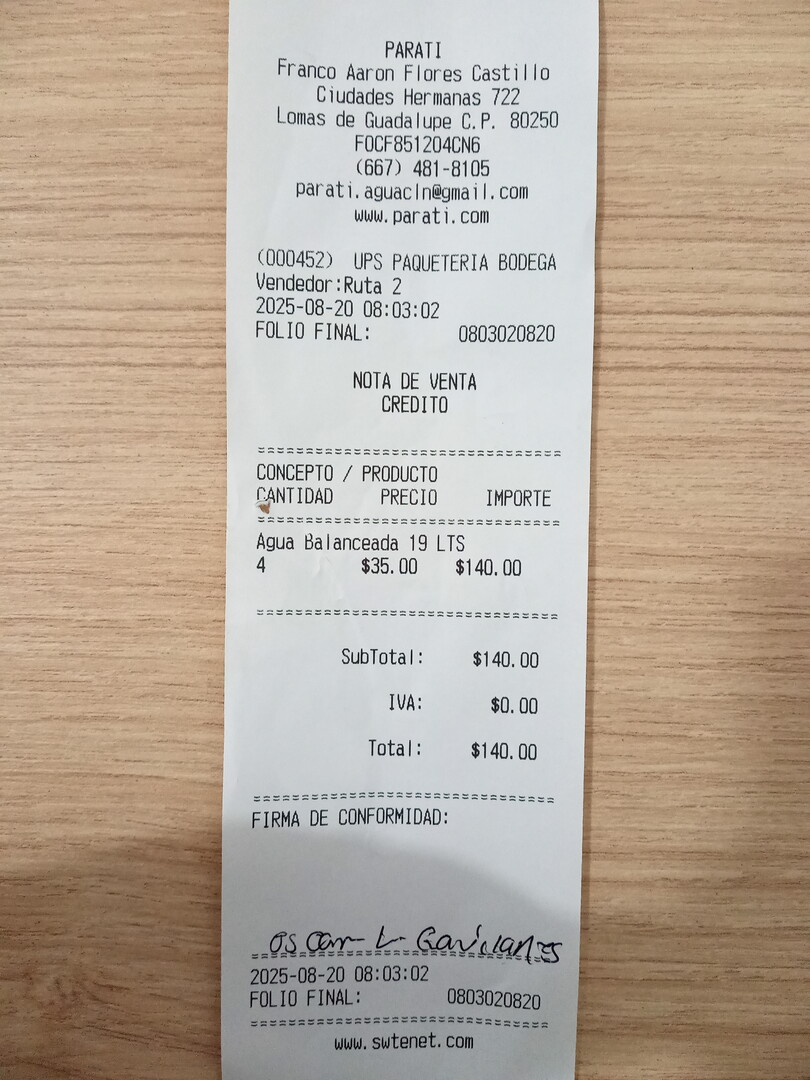 PARATI
Franco Aaron Flores Castillo
Ciudades Hermanas 722
Lomas de Guadalupe C.P. 80250
FOCF851204CN6
(667) 481-8105
parati.aguacln@gmail.com
www.parati.com
(000452) UPS PAQUETERIA BODEGA
Vendedor:Ruta 2
2025-08-20 08:03:02
FOLIO FINAL: 0803020820
NOTA DE VENTA
CREDITO
================================
CONCEPTO / PRODUCTO
CANTIDAD PRECIO IMPORTE
================================
Agua Balanceada 19 LTS
4 $35.00 $140.00
================================
SubTotal: $140.00
IVA: $0.00
Total: $140.00
================================
FIRMA DE CONFORMIDAD:
Oscar L Gavilanes
================================
2025-08-20 08:03:02
FOLIO FINAL: 0803020820
================================
www.swtenet.com